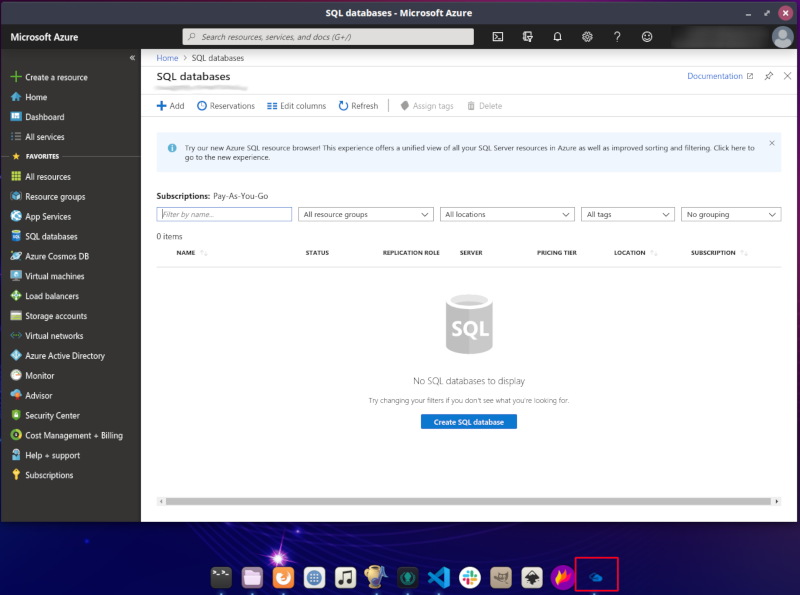 SQL databases - Microsoft Azure
Microsoft Azure
Search resources, services, and docs (G+/)
«
Create a resource
Home
Dashboard
All services
FAVORITES
All resources
Resource groups
App Services
SQL databases
Azure Cosmos DB
Virtual machines
Load balancers
Storage accounts
Virtual networks
Azure Active Directory
Monitor
Advisor
Security Center
Cost Management + Billing
Help + support
Subscriptions
Home > SQL databases
SQL databases
Documentation
Add Reservations Edit columns Refresh Assign tags Delete
Try our new Azure SQL resource browser! This experience offers a unified view of all your SQL Server resources in Azure as well as improved sorting and filtering. Click here to
go to the new experience.
Subscriptions: Pay-As-You-Go
Filter by name... All resource groups All locations All tags No grouping
0 items
NAME STATUS REPLICATION ROLE SERVER PRICING TIER LOCATION SUBSCRIPTION
SQL
No SQL databases to display
Try changing your filters if you don't see what you're looking for.
Create SQL database